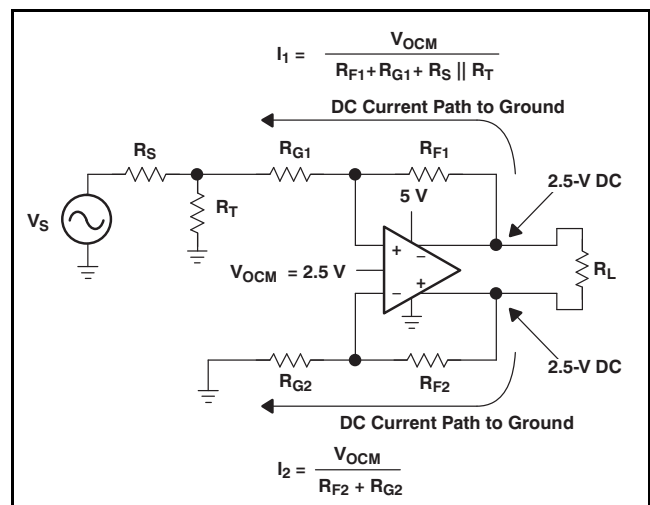 I1 = VOCM
RF1+RG1+ RS || RT
DC Current Path to Ground
RS
RG1
RF1
2.5-V DC
5 V
RT
VS
+
−
VOCM = 2.5 V
RL
−
+
RG2
RF2
2.5-V DC
DC Current Path to Ground
I2 = VOCM
RF2 + RG2